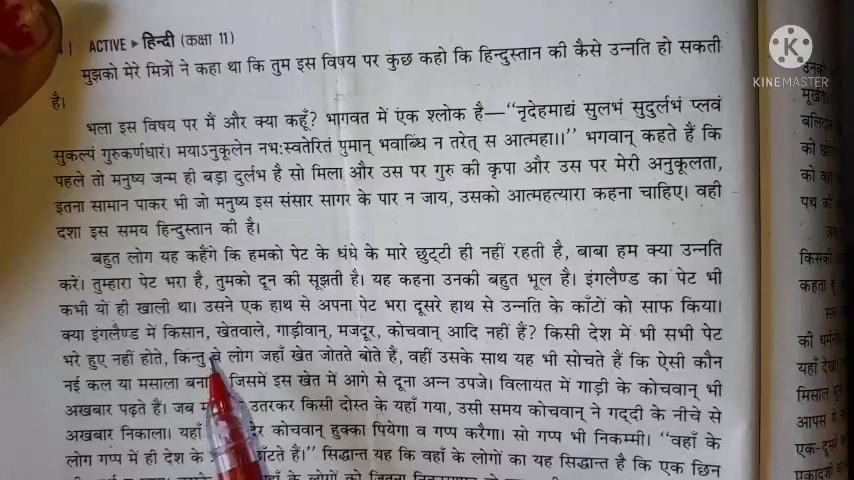 ACTIVE ▸ हिन्दी (कक्षा 11)
मुझको मेरे मित्रों ने कहा था कि तुम इस विषय पर कुछ कहो कि हिन्दुस्तान की कैसे उन्नति हो सकती
है।
भला इस विषय पर मैं और क्या कहूँ? भागवत में एक श्लोक है—"नृदेहमाद्यं सुलभं सुदुर्लभं प्लवं
सुकल्पं गुरुकर्णधारं। मयाऽनुकूलेन नभ:स्वतेरितं पुमान् भवाब्धिं न तरेत् स आत्महा।।" भगवान् कहते हैं कि
पहले तो मनुष्य जन्म ही बड़ा दुर्लभ है सो मिला और उस पर गुरु की कृपा और उस पर मेरी अनुकूलता,
इतना सामान पाकर भी जो मनुष्य इस संसार सागर के पार न जाय, उसको आत्महत्यारा कहना चाहिए। वही
दशा इस समय हिन्दुस्तान की है।
बहुत लोग यह कहेंगे कि हमको पेट के धंधे के मारे छुट्टी ही नहीं रहती है, बाबा हम क्या उन्नति
करें। तुम्हारा पेट भरा है, तुमको दून की सूझती है। यह कहना उनकी बहुत भूल है। इंगलैण्ड का पेट भी
कभी यों ही खाली था। उसने एक हाथ से अपना पेट भरा दूसरे हाथ से उन्नति के काँटों को साफ किया।
क्या इंगलैण्ड में किसान, खेतवाले, गाड़ीवान्, मजदूर, कोचवान् आदि नहीं हैं? किसी देश में भी सभी पेट
भरे हुए नहीं होते, किन्तु वे लोग जहाँ खेत जोतते बोते हैं, वहीं उसके साथ यह भी सोचते हैं कि ऐसी कौन
नई कल या मसाला जिसमें इस खेत में आगे से दूना अन्न उपजे। विलायत में गाड़ी के कोचवान् भी
अखबार पढ़ते हैं। जब उतरकर किसी दोस्त के यहाँ गया, उसी समय कोचवान् ने गद्दी के नीचे से
अखबार निकाला। यहाँ कोचवान् हुक्का पियेगा व गप्प करैगा। सो गप्प भी निकम्मी। "वहाँ के
लोग गप्प में ही देश के छाँटते हैं।" सिद्धान्त यह कि वहाँ के लोगों का यह सिद्धान्त है कि एक छिन
KINEMASTER